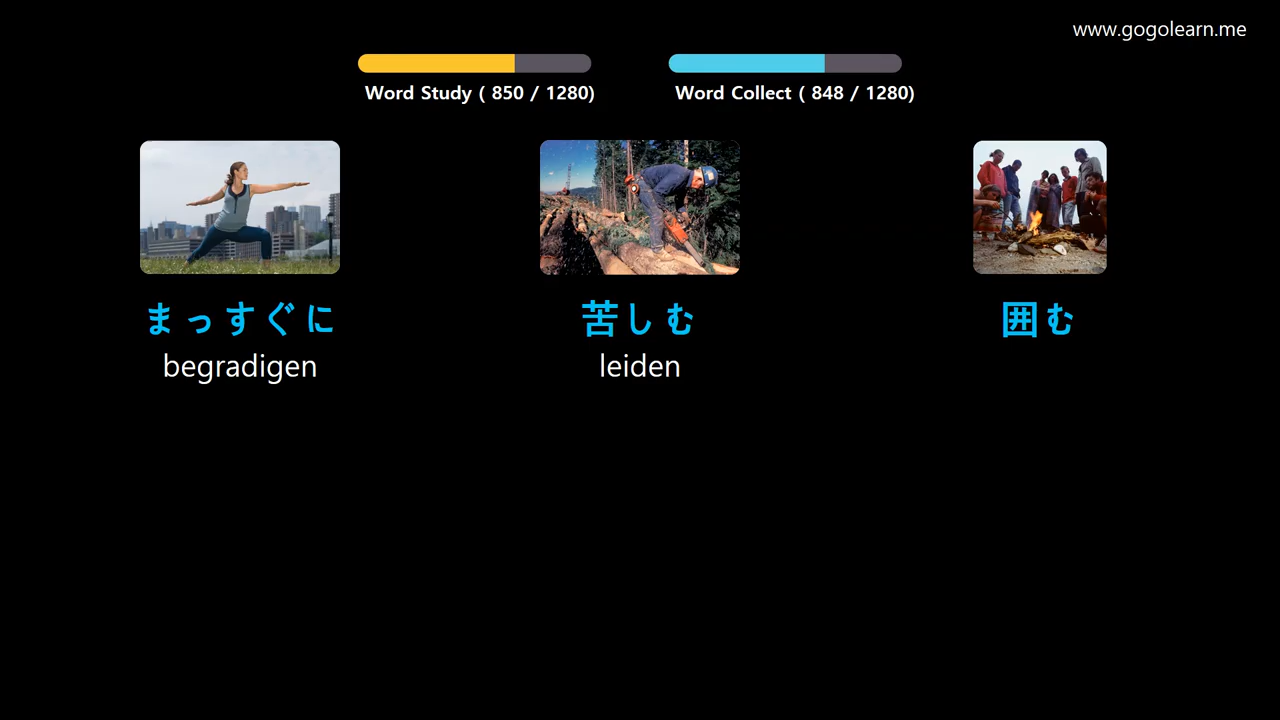 www.gogolearn.me
Word Study ( 850 / 1280)
Word Collect ( 848 / 1280)
まっすぐに
begradigen
苦しむ
leiden
囲む